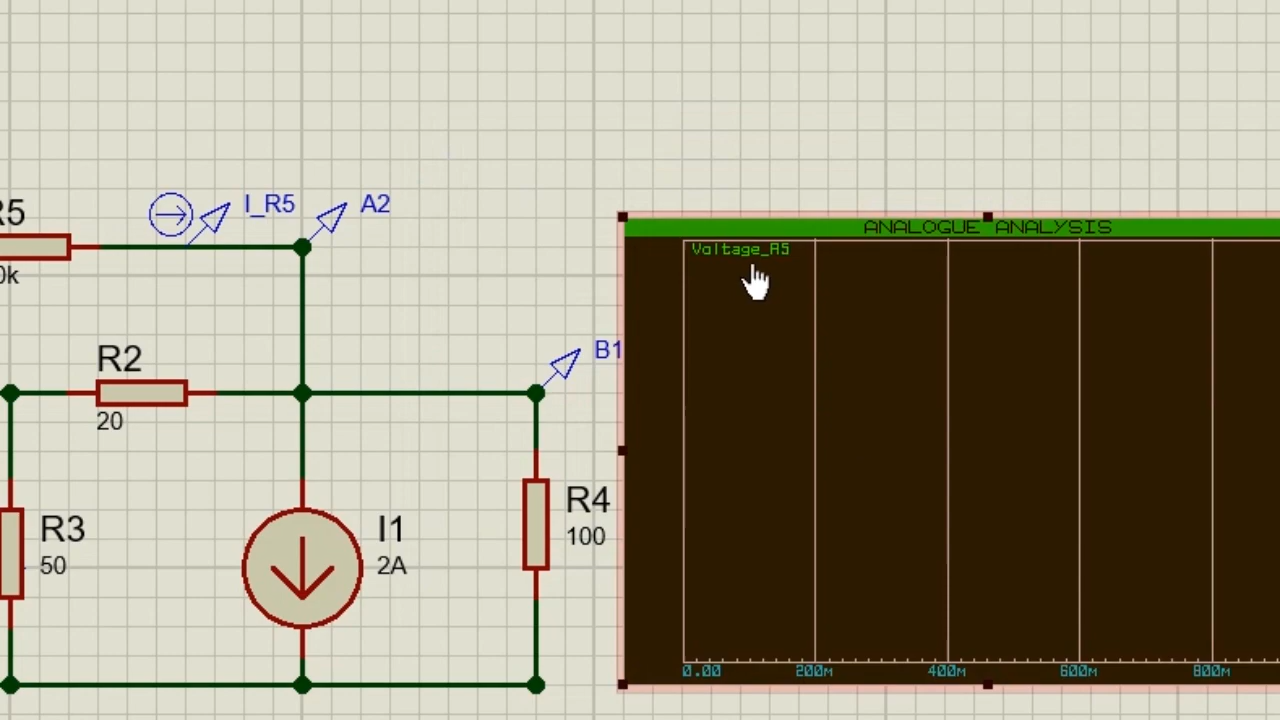 R5
I_R5
A2
0k
ANALOGUE ANALYSIS
Voltage_R5
R2
20
B1
R3
50
I1
2A
R4
100
0.00 200m 400m 600m 800m